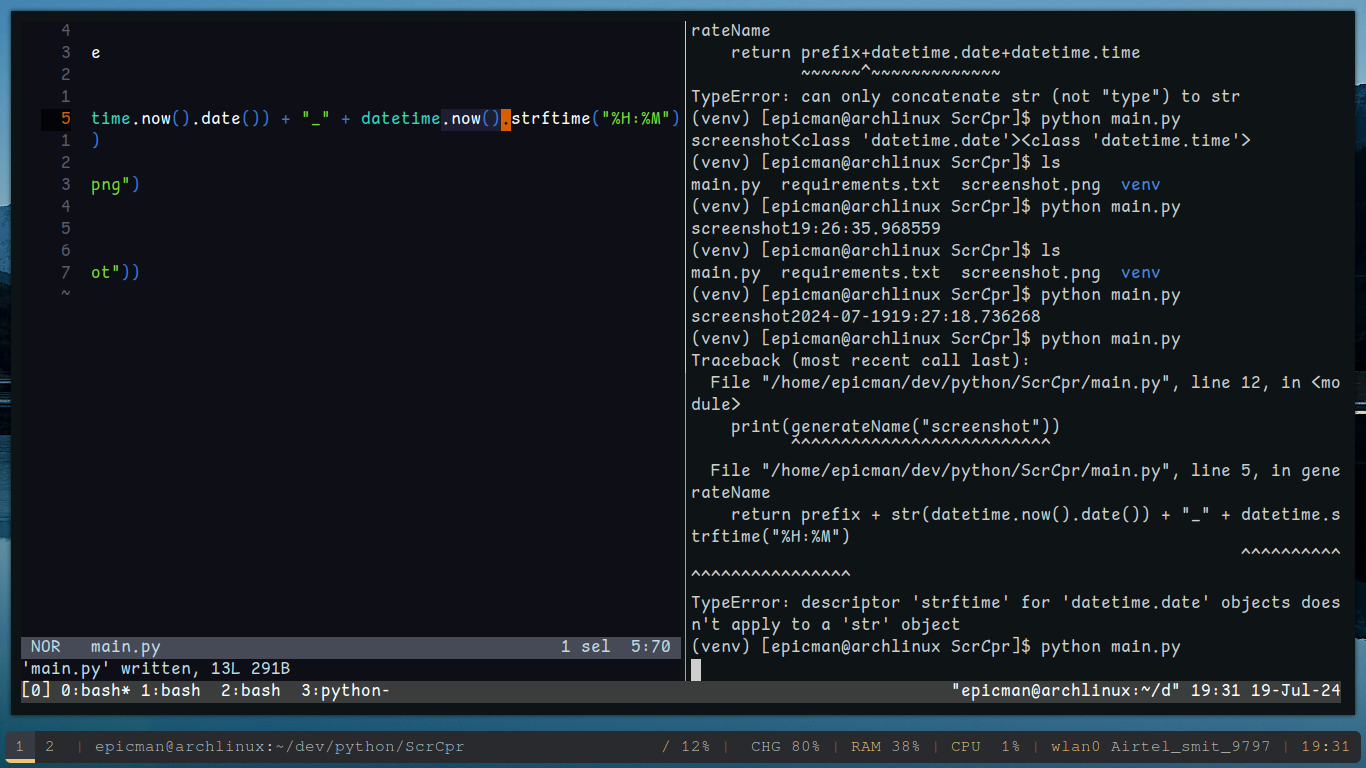 4
3 e
2
1
5 time.now().date()) + "_" + datetime.now().strftime("%H:%M")
1 )
2
3 png")
4
5
6
7 ot"))
~
NOR main.py 1 sel 5:70
'main.py' written, 13L 291B
rateName
return prefix+datetime.date+datetime.time
~~~~~~^~~~~~~~~~~~~~
TypeError: can only concatenate str (not "type") to str
(venv) [epicman@archlinux ScrCpr]$ python main.py
screenshot<class 'datetime.date'><class 'datetime.time'>
(venv) [epicman@archlinux ScrCpr]$ ls
main.py requirements.txt screenshot.png venv
(venv) [epicman@archlinux ScrCpr]$ python main.py
screenshot19:26:35.968559
(venv) [epicman@archlinux ScrCpr]$ ls
main.py requirements.txt screenshot.png venv
(venv) [epicman@archlinux ScrCpr]$ python main.py
screenshot2024-07-1919:27:18.736268
(venv) [epicman@archlinux ScrCpr]$ python main.py
Traceback (most recent call last):
File "/home/epicman/dev/python/ScrCpr/main.py", line 12, in <mo
dule>
print(generateName("screenshot"))
^^^^^^^^^^^^^^^^^^^^^^^^^^
File "/home/epicman/dev/python/ScrCpr/main.py", line 5, in gene
rateName
return prefix + str(datetime.now().date()) + "_" + datetime.s
trftime("%H:%M")
^^^^^^^^^^
^^^^^^^^^^^^^^^^
TypeError: descriptor 'strftime' for 'datetime.date' objects does
n't apply to a 'str' object
(venv) [epicman@archlinux ScrCpr]$ python main.py
[0] 0:bash* 1:bash 2:bash 3:python- "epicman@archlinux:~/d" 19:31 19-Jul-24
1 2 | epicman@archlinux:~/dev/python/ScrCpr / 12% | CHG 80% | RAM 38% | CPU 1% | wlan0 Airtel_smit_9797 | 19:31